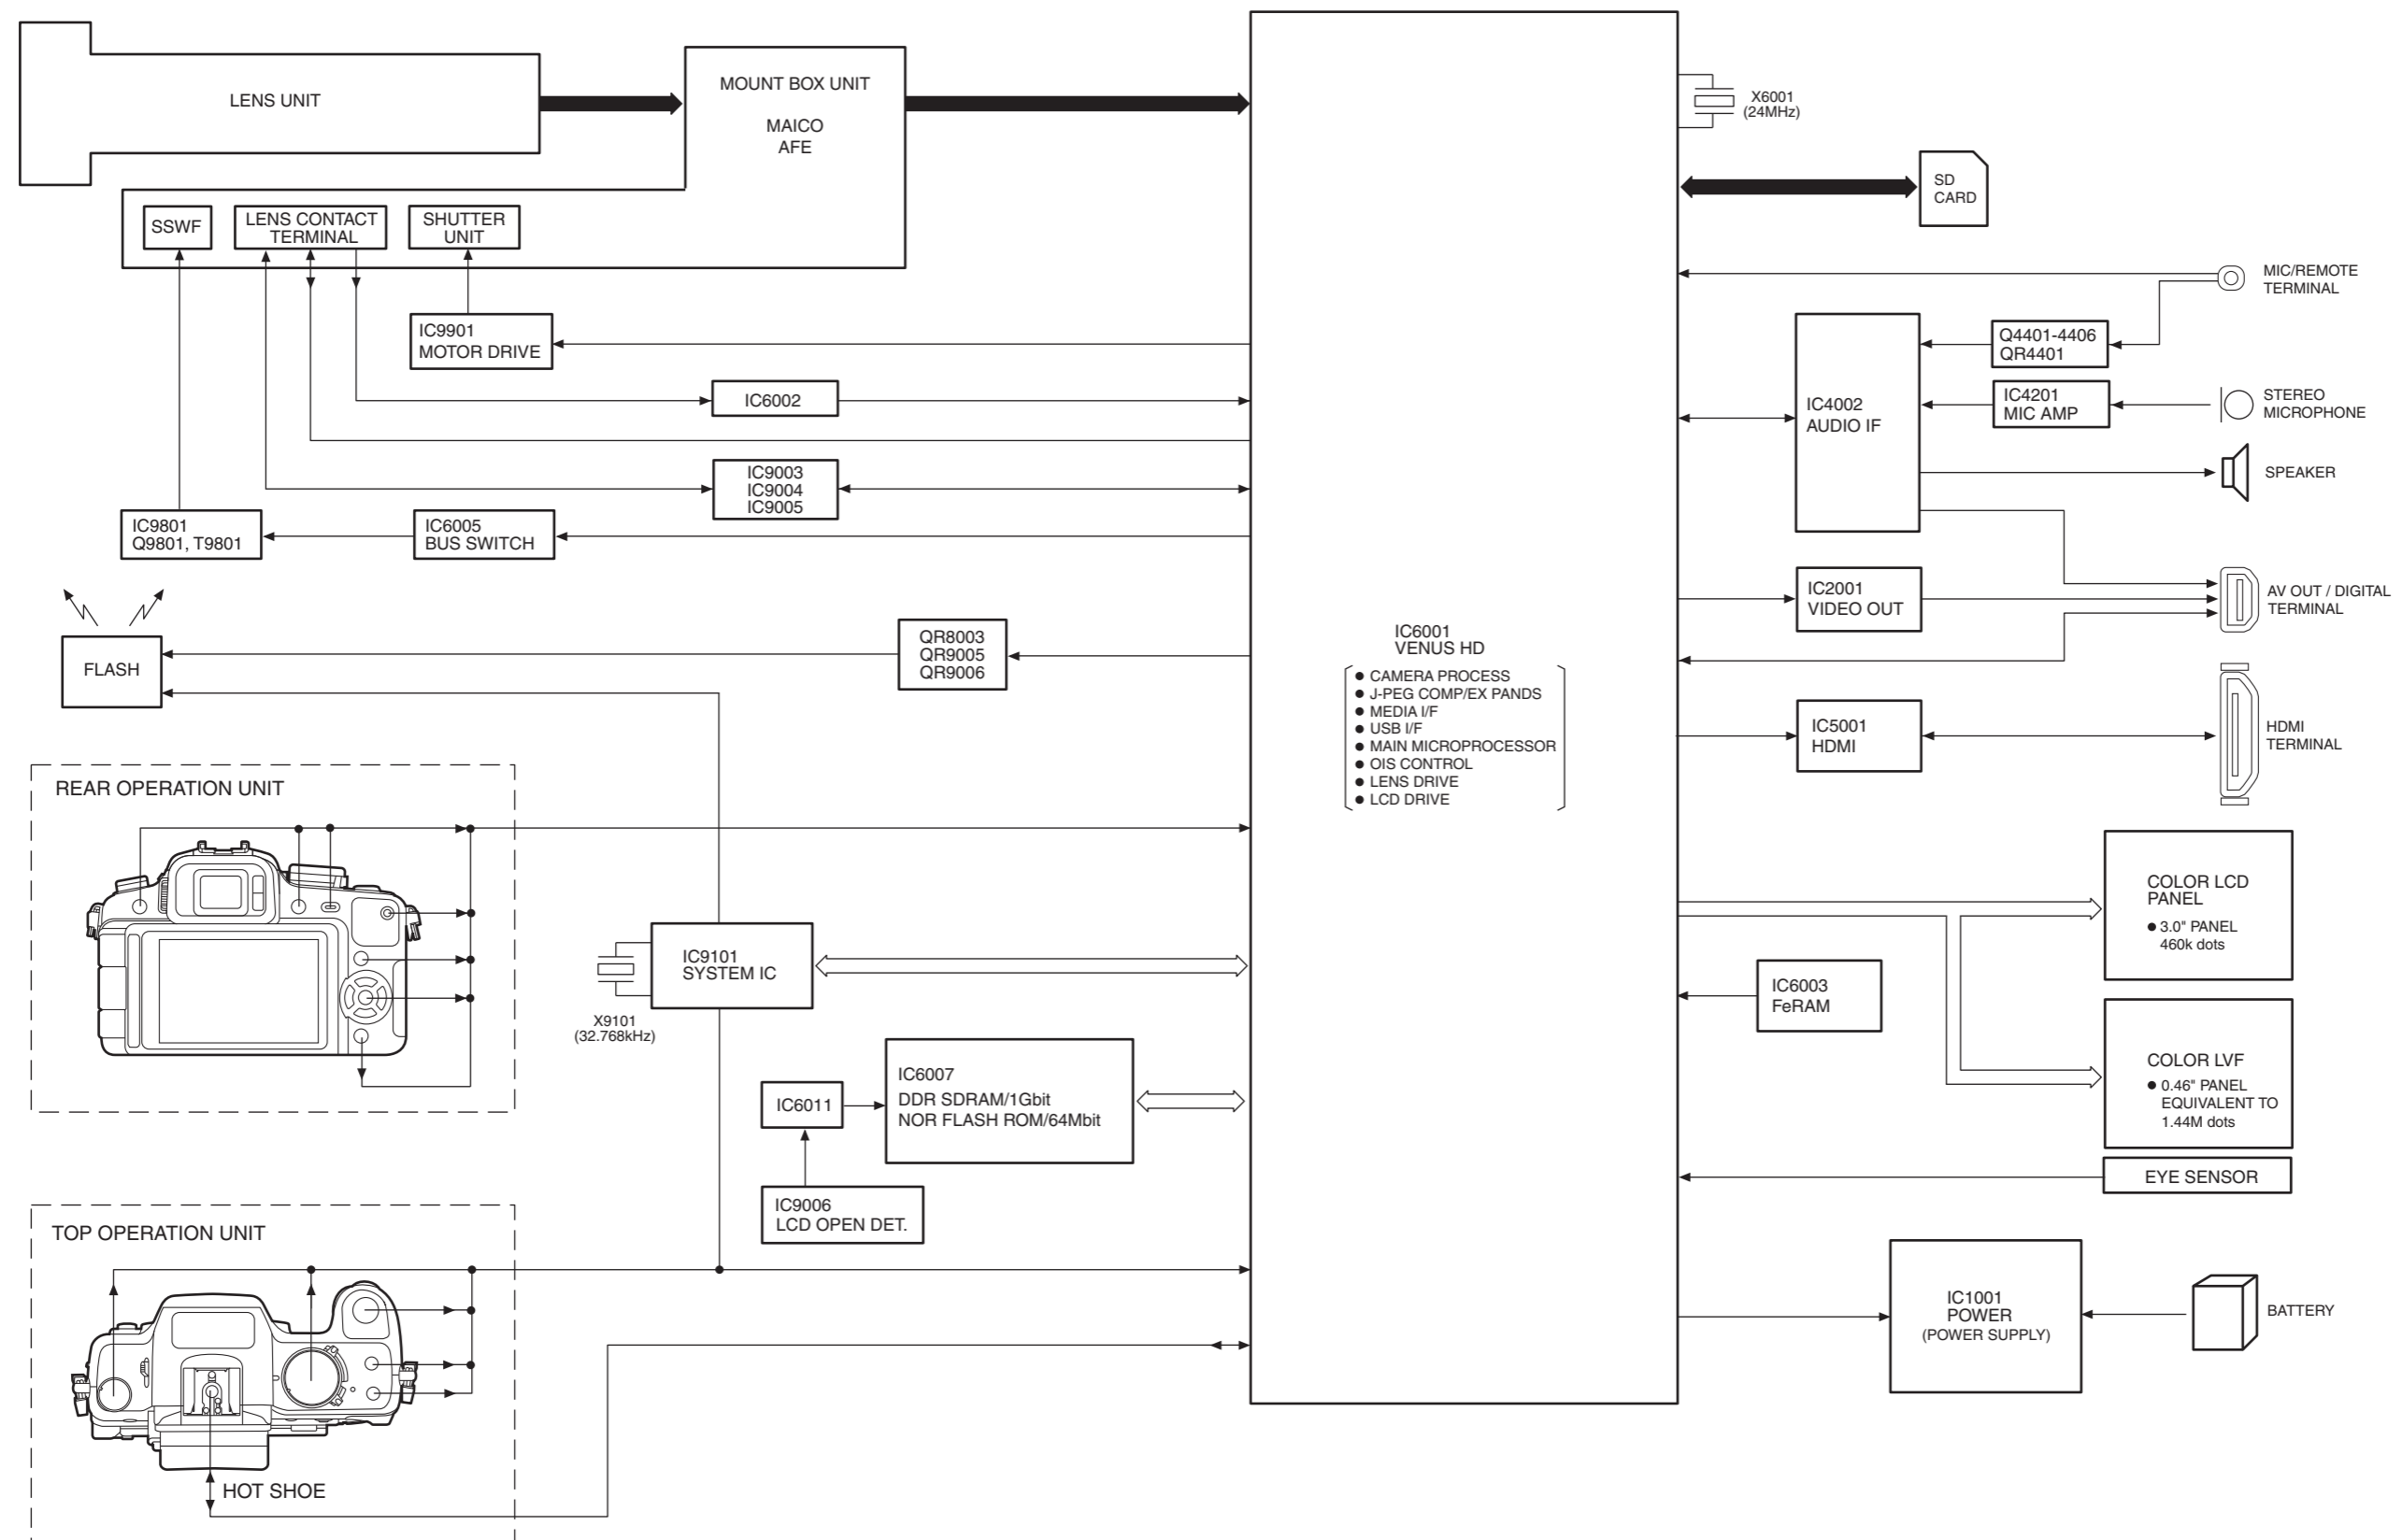 LENS UNIT
MOUNT BOX UNIT
MAICO
AFE
SSWF
LENS CONTACT
TERMINAL
SHUTTER
UNIT
IC9901
MOTOR DRIVE
IC6002
IC9003
IC9004
IC9005
IC9801
Q9801, T9801
IC6005
BUS SWITCH
FLASH
QR8003
QR9005
QR9006
REAR OPERATION UNIT
IC9101
SYSTEM IC
X9101
(32.768kHz)
IC6007
DDR SDRAM/1Gbit
NOR FLASH ROM/64Mbit
IC6011
IC9006
LCD OPEN DET.
TOP OPERATION UNIT
HOT SHOE
IC6001
VENUS HD
● CAMERA PROCESS
● J-PEG COMP/EX PANDS
● MEDIA I/F
● USB I/F
● MAIN MICROPROCESSOR
● OIS CONTROL
● LENS DRIVE
● LCD DRIVE
X6001
(24MHz)
SD
CARD
MIC/REMOTE
TERMINAL
Q4401-4406
QR4401
IC4002
AUDIO IF
IC4201
MIC AMP
STEREO
MICROPHONE
SPEAKER
IC2001
VIDEO OUT
AV OUT / DIGITAL
TERMINAL
IC5001
HDMI
HDMI
TERMINAL
COLOR LCD
PANEL
● 3.0" PANEL
460k dots
IC6003
FeRAM
COLOR LVF
● 0.46" PANEL
EQUIVALENT TO
1.44M dots
EYE SENSOR
IC1001
POWER
(POWER SUPPLY)
BATTERY